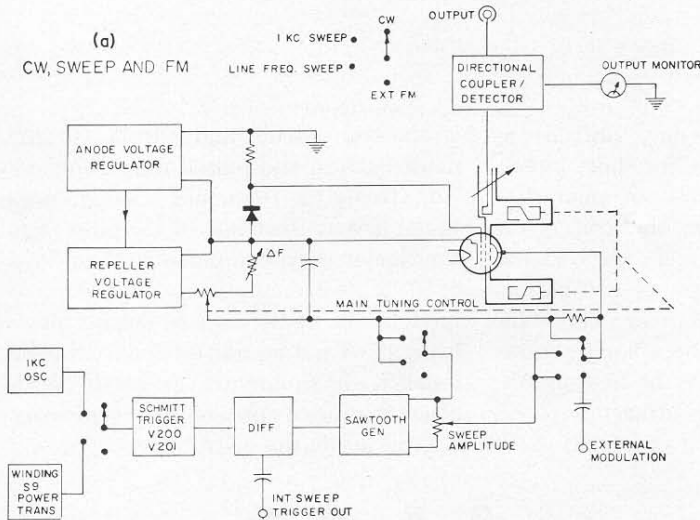 (a)
CW, SWEEP AND FM
1 KC SWEEP
CW
LINE FREQ. SWEEP
EXT FM
OUTPUT
DIRECTIONAL
COUPLER/
DETECTOR
OUTPUT MONITOR
ANODE VOLTAGE
REGULATOR
REPELLER
VOLTAGE
REGULATOR
ΔF
MAIN TUNING CONTROL
1KC
OSC
WINDING
S9
POWER
TRANS
SCHMITT
TRIGGER
V200
V201
DIFF
SAWTOOTH
GEN
SWEEP
AMPLITUDE
EXTERNAL
MODULATION
INT SWEEP
TRIGGER OUT